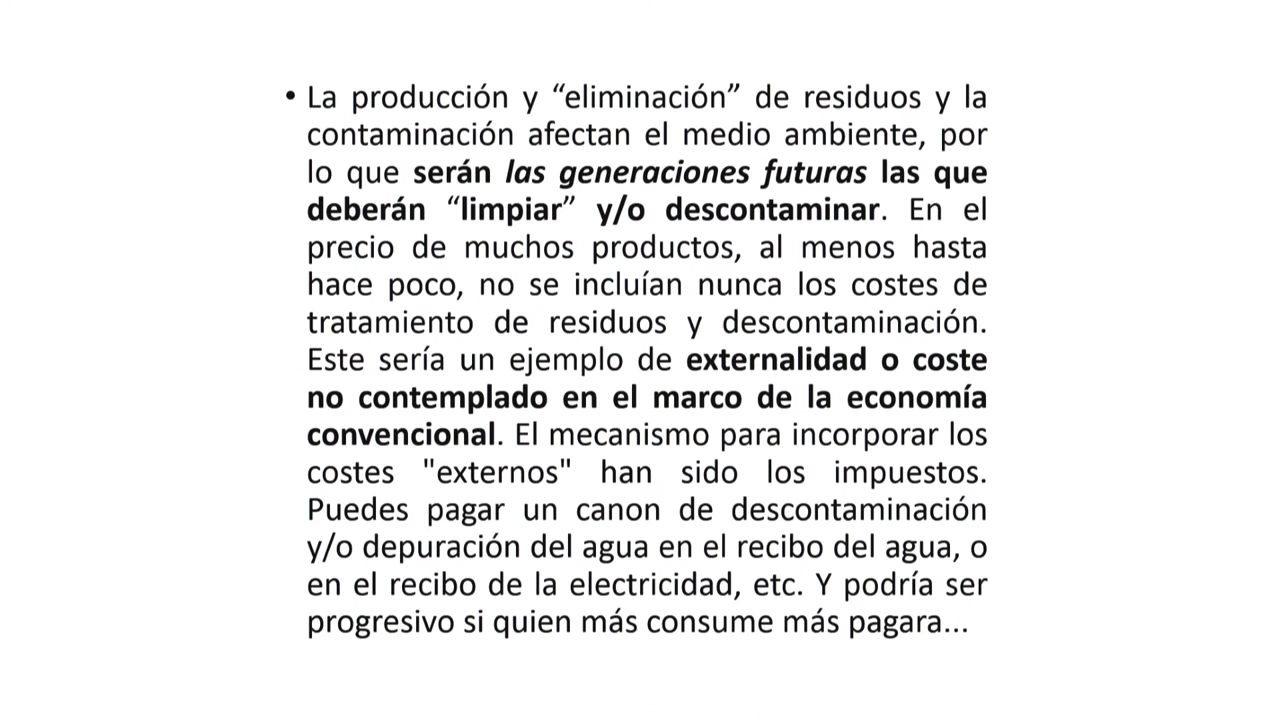 • La producción y “eliminación” de residuos y la
contaminación afectan el medio ambiente, por
lo que serán las generaciones futuras las que
deberán “limpiar” y/o descontaminar. En el
precio de muchos productos, al menos hasta
hace poco, no se incluían nunca los costes de
tratamiento de residuos y descontaminación.
Este sería un ejemplo de externalidad o coste
no contemplado en el marco de la economía
convencional. El mecanismo para incorporar los
costes "externos" han sido los impuestos.
Puedes pagar un canon de descontaminación
y/o depuración del agua en el recibo del agua, o
en el recibo de la electricidad, etc. Y podría ser
progresivo si quien más consume más pagara...